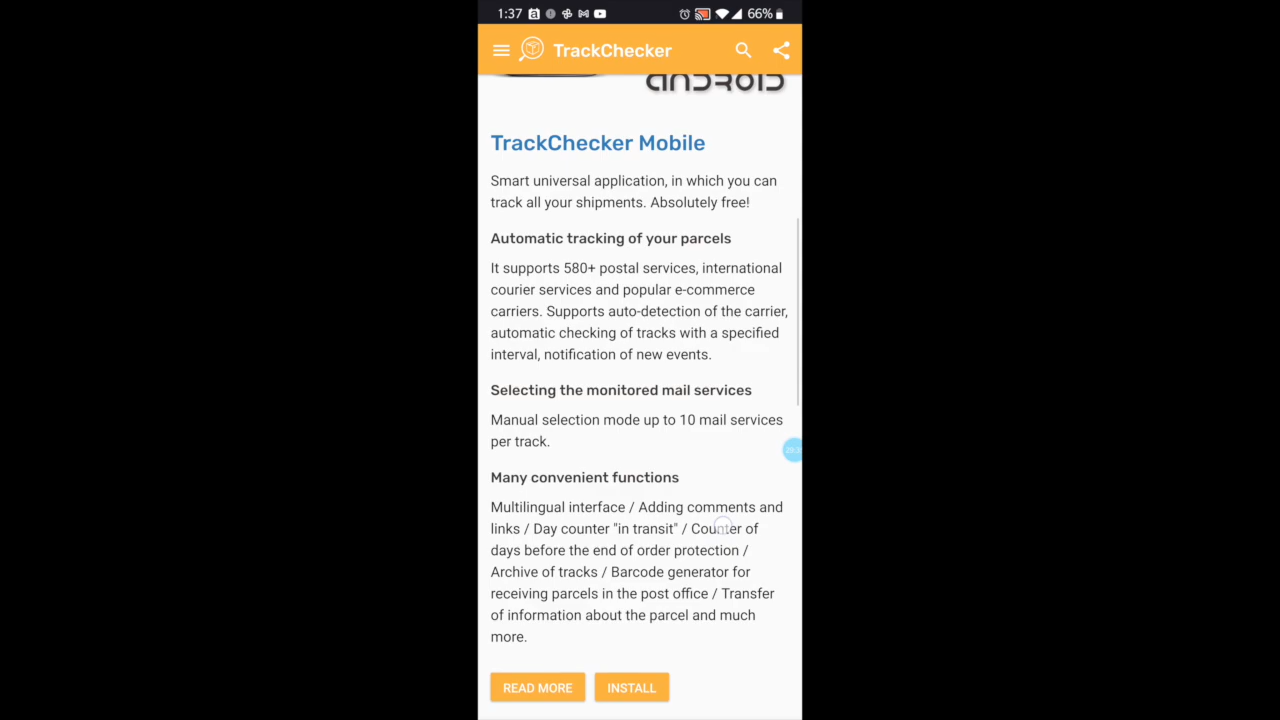 1:37 66%
TrackChecker
ANDROID
TrackChecker Mobile
Smart universal application, in which you can
track all your shipments. Absolutely free!
Automatic tracking of your parcels
It supports 580+ postal services, international
courier services and popular e-commerce
carriers. Supports auto-detection of the carrier,
automatic checking of tracks with a specified
interval, notification of new events.
Selecting the monitored mail services
Manual selection mode up to 10 mail services
per track.
Many convenient functions
Multilingual interface / Adding comments and
links / Day counter "in transit" / Counter of
days before the end of order protection /
Archive of tracks / Barcode generator for
receiving parcels in the post office / Transfer
of information about the parcel and much
more.
READ MORE INSTALL